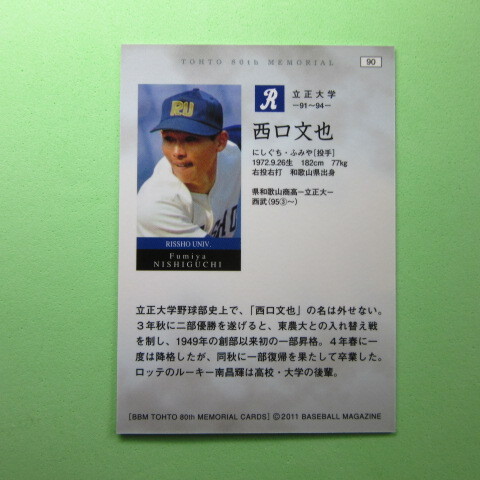 TOHTO 80th MEMORIAL
90
R
立正大学
−91〜94−
西口文也
にしぐち・ふみや[投手]
1972.9.26生　182cm　77kg
右投右打　和歌山県出身
県和歌山商高−立正大−
西武(95③〜)
RU
RISSHO UNIV.
Fumiya
NISHIGUCHI
立正大学野球部史上で、「西口文也」の名は外せない。
３年秋に二部優勝を遂げると、東農大との入れ替え戦
を制し、1949年の創部以来初の一部昇格。４年春に一
度は降格したが、同秋に一部復帰を果たして卒業した。
ロッテのルーキー南昌輝は高校・大学の後輩。
[BBM TOHTO 80th MEMORIAL CARDS] ©2011 BASEBALL MAGAZINE